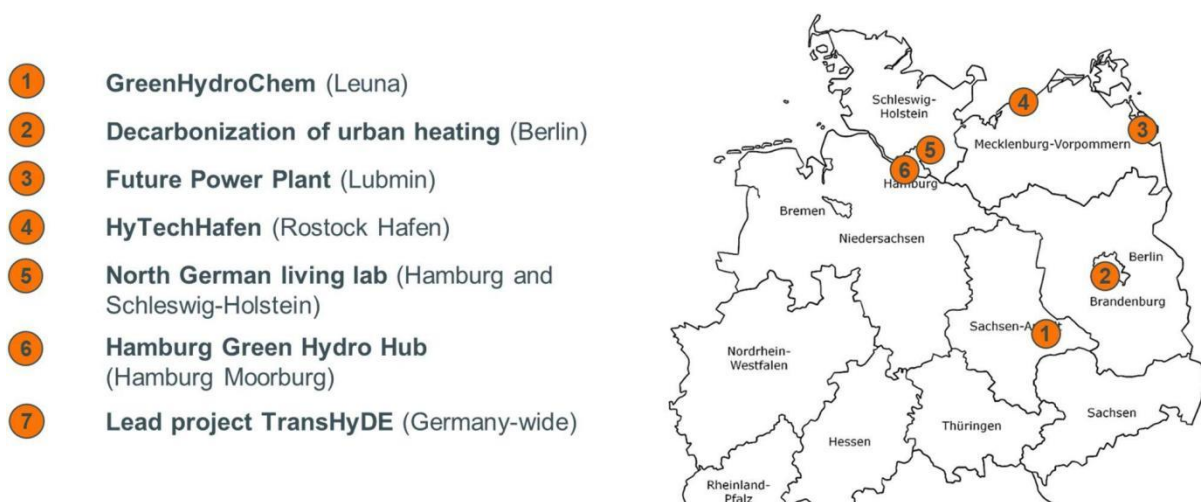 1 GreenHydroChem (Leuna)
2 Decarbonization of urban heating (Berlin)
3 Future Power Plant (Lubmin)
4 HyTechHafen (Rostock Hafen)
5 North German living lab (Hamburg and
Schleswig-Holstein)
6 Hamburg Green Hydro Hub
(Hamburg Moorburg)
7 Lead project TransHyDE (Germany-wide)
Schleswig-
Holstein
4
3
Mecklenburg-Vorpommern
5
6
Hamburg
Bremen
Niedersachsen
Berlin
2
Brandenburg
1
Nordrhein-
Westfalen
Sachsen
Thüringen
Hessen
Rheinland-
Pfalz